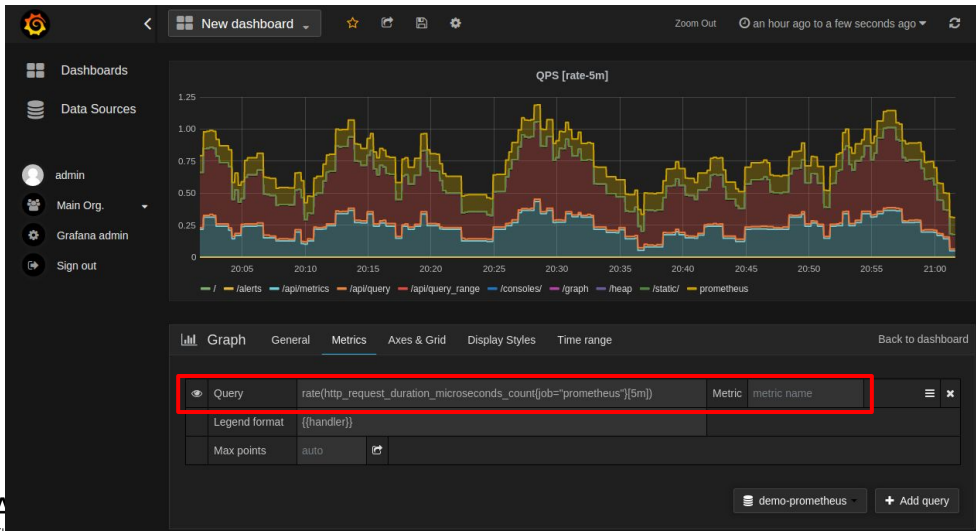 New dashboard
Zoom Out
an hour ago to a few seconds ago
Dashboards
Data Sources
admin
Main Org.
Grafana admin
Sign out
QPS [rate-5m]
1.25
1.00
0.75
0.50
0.25
0
20:05 20:10 20:15 20:20 20:25 20:30 20:35 20:40 20:45 20:50 20:55 21:00
/ /alerts /api/metrics /api/query /api/query_range /consoles/ /graph /heap /static/ prometheus
Graph General Metrics Axes & Grid Display Styles Time range Back to dashboard
Query rate(http_request_duration_microseconds_count{job="prometheus"}[5m]) Metric metric name
Legend format {{handler}}
Max points auto
demo-prometheus + Add query